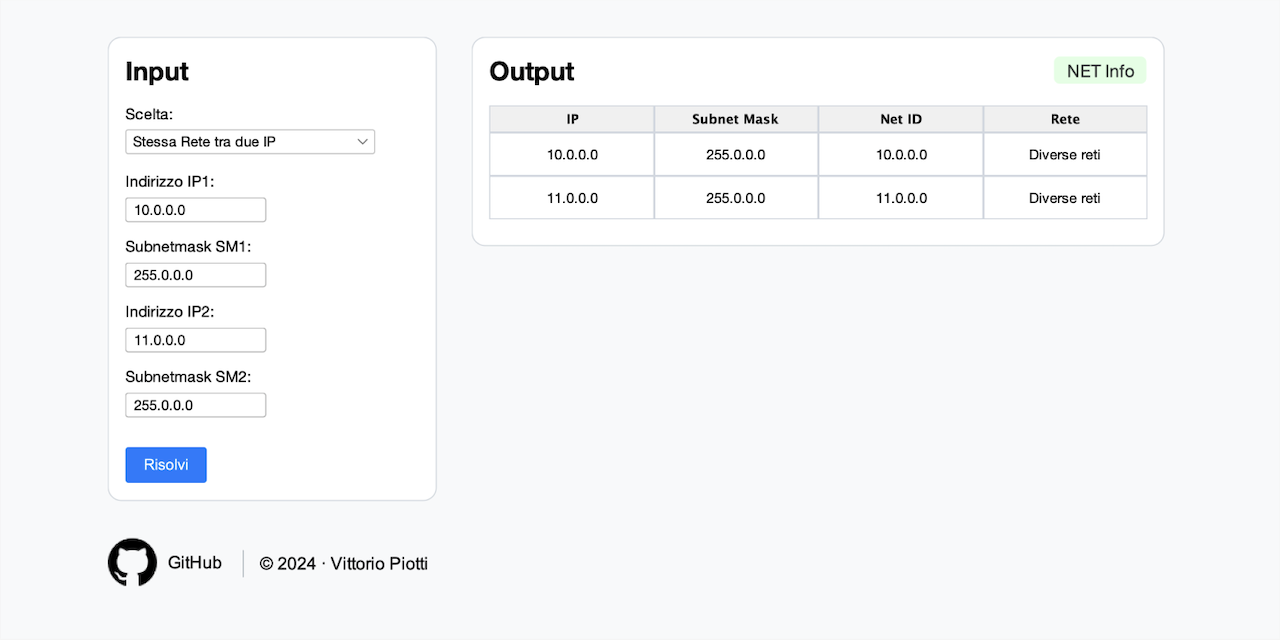 Input
Scelta:
Stessa Rete tra due IP
Indirizzo IP1:
10.0.0.0
Subnetmask SM1:
255.0.0.0
Indirizzo IP2:
11.0.0.0
Subnetmask SM2:
255.0.0.0
Risolvi
Output
NET Info
IP Subnet Mask Net ID Rete
10.0.0.0 255.0.0.0 10.0.0.0 Diverse reti
11.0.0.0 255.0.0.0 11.0.0.0 Diverse reti
GitHub © 2024 · Vittorio Piotti